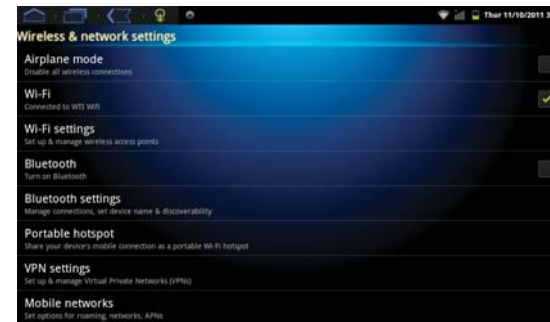 Thur 11/10/2011 3
Wireless & network settings
Airplane mode
Disable all wireless connections
Wi-Fi
Connected to WTI Wifi
Wi-Fi settings
Set up & manage wireless access points
Bluetooth
Turn on Bluetooth
Bluetooth settings
Manage connections, set device name & discoverability
Portable hotspot
Share your device's mobile connection as a portable Wi-Fi hotspot
VPN settings
Set up & manage Virtual Private Networks (VPNs)
Mobile networks
Set options for roaming, networks, APNs